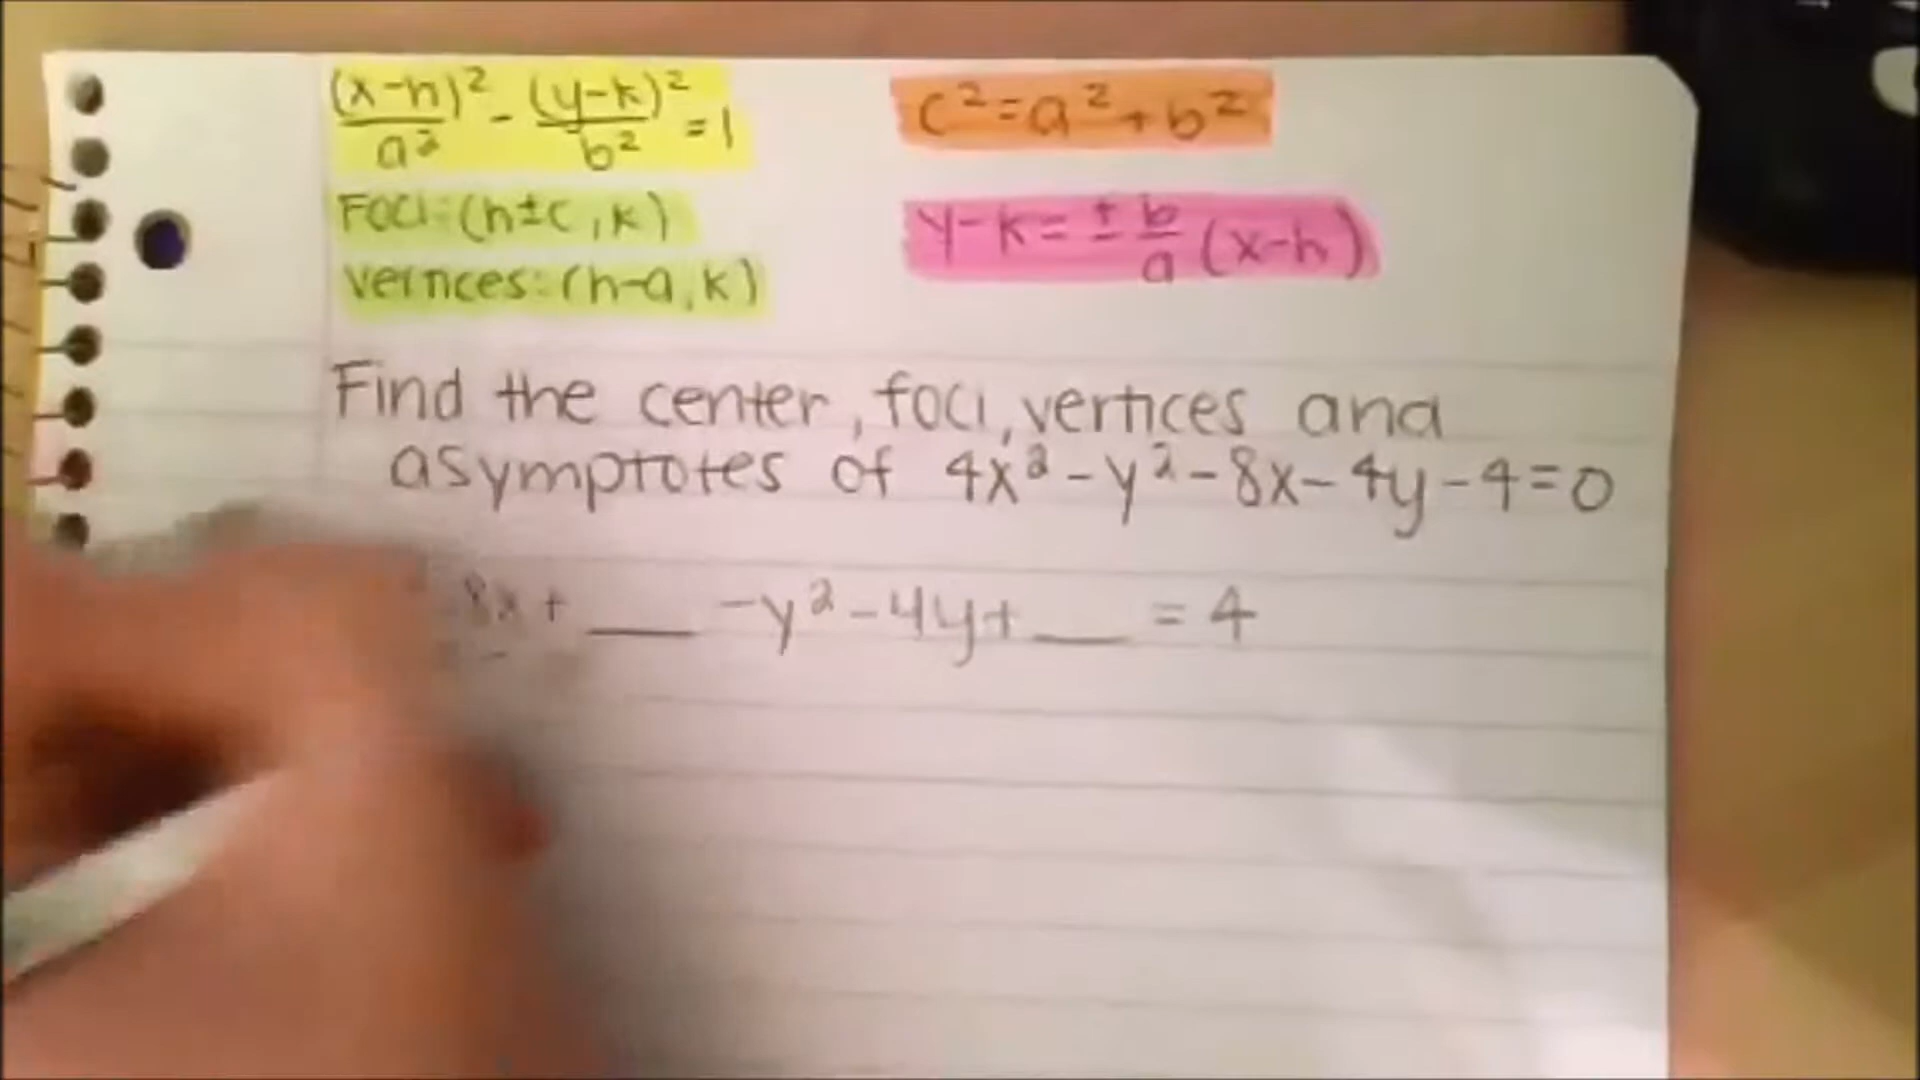 (x-h)²/a² - (y-k)²/b² = 1
c²=a²+b²
Foci: (h±c, k)
y-k= ± b/a (x-h)
vertices: (h-a, k)
Find the center, foci, vertices and
asymptotes of 4x²-y²-8x-4y-4=0
8x + ___ -y²-4y+ ___ = 4